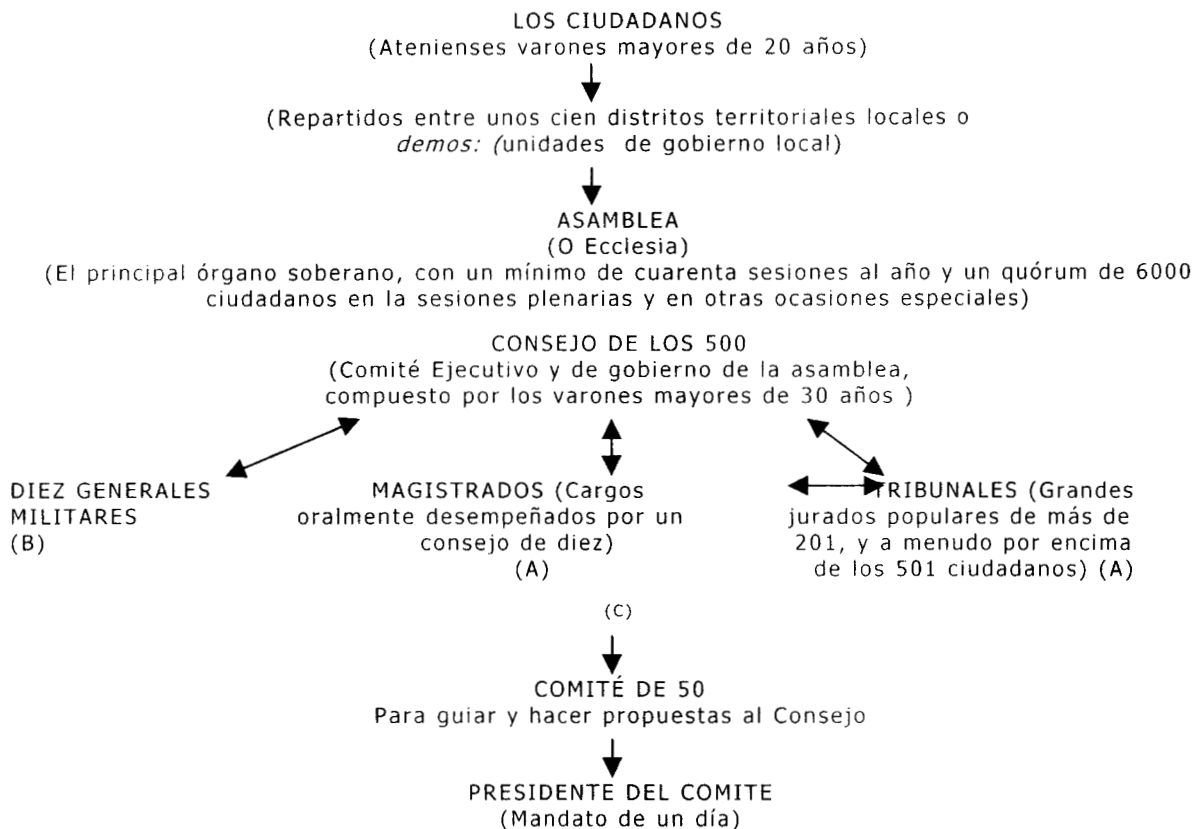 LOS CIUDADANOS
(Atenienses varones mayores de 20 años)
(Repartidos entre unos cien distritos territoriales locales o
demos: (unidades de gobierno local)
ASAMBLEA
(O Ecclesia)
(El principal órgano soberano, con un mínimo de cuarenta sesiones al año y un quórum de 6000
ciudadanos en la sesiones plenarias y en otras ocasiones especiales)
CONSEJO DE LOS 500
(Comité Ejecutivo y de gobierno de la asamblea,
compuesto por los varones mayores de 30 años )
DIEZ GENERALES
MILITARES
(B)
MAGISTRADOS (Cargos
oralmente desempeñados por un
consejo de diez)
(A)
TRIBUNALES (Grandes
jurados populares de más de
201, y a menudo por encima
de los 501 ciudadanos) (A)
(C)
COMITÉ DE 50
Para guiar y hacer propuestas al Consejo
PRESIDENTE DEL COMITE
(Mandato de un día)